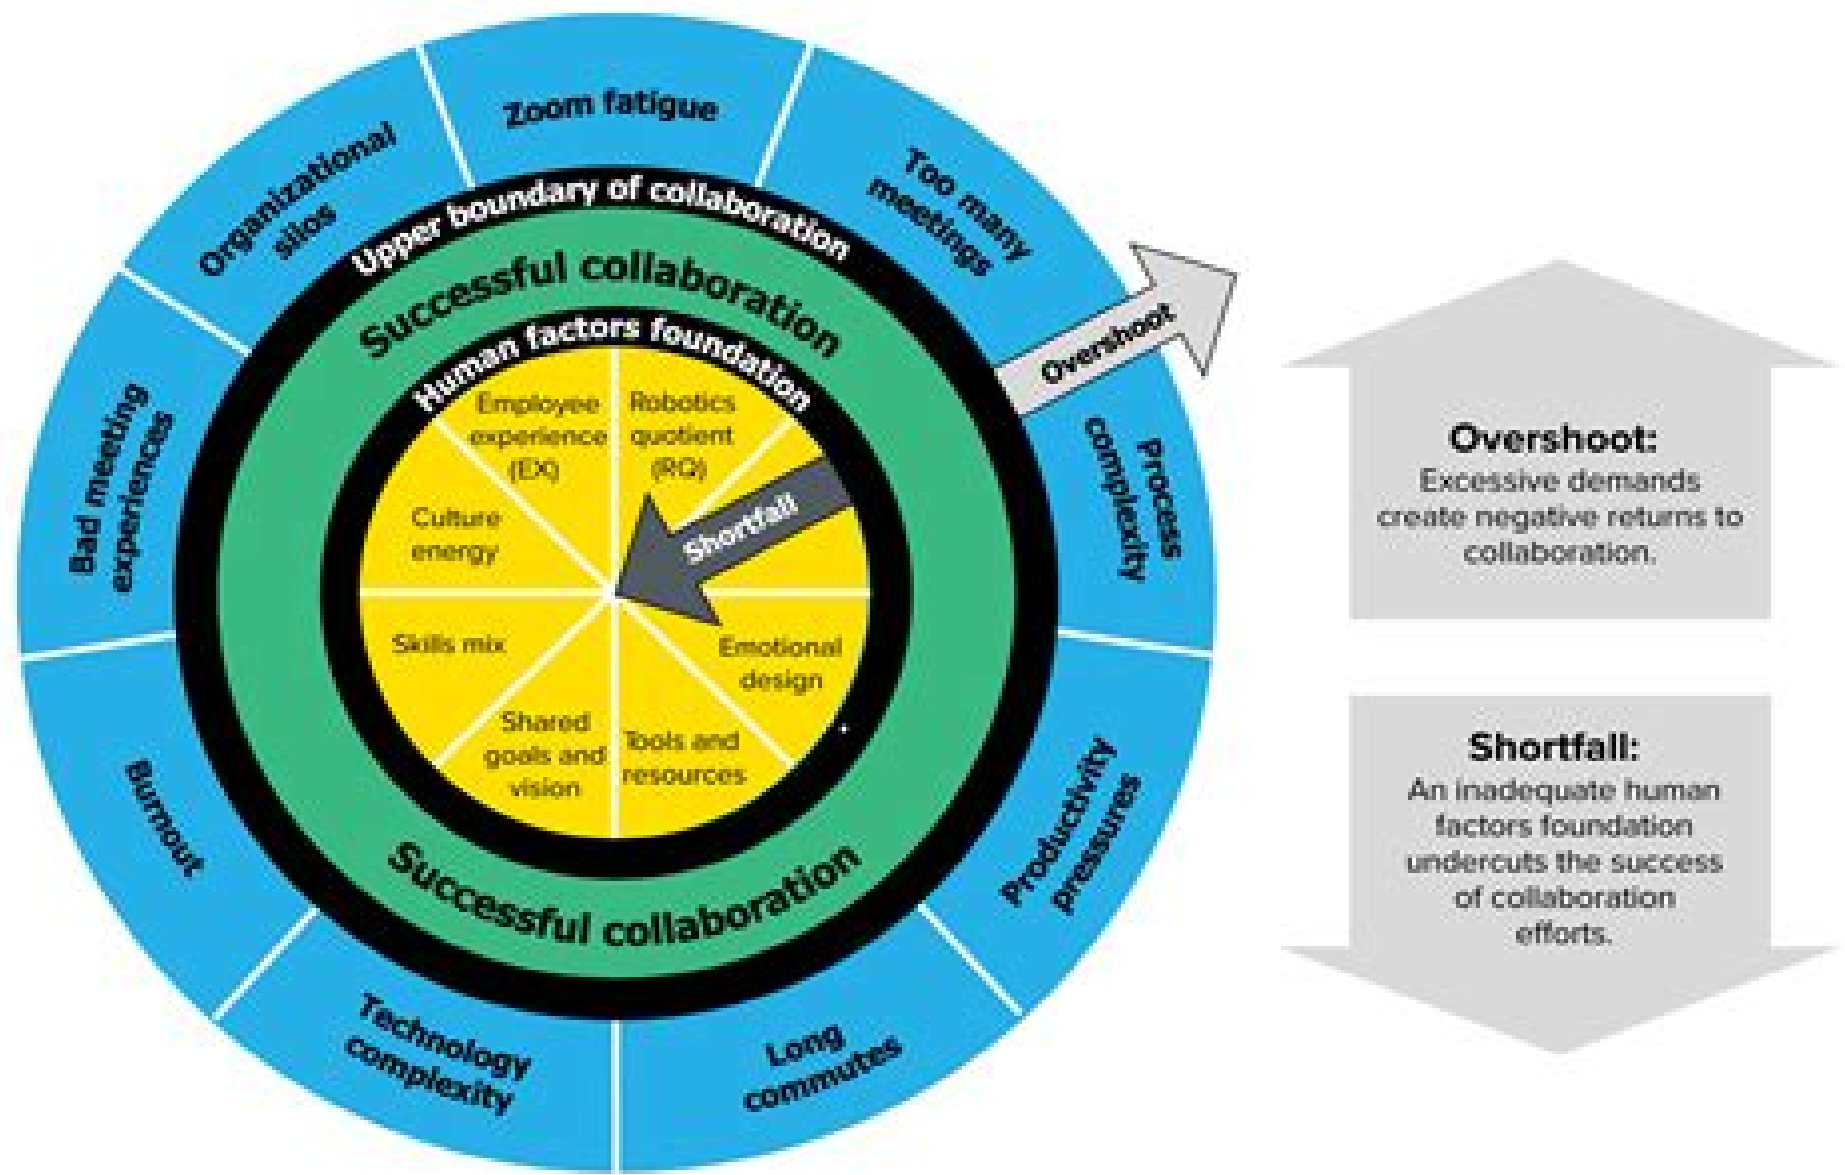 Zoom fatigue
Too many
meetings
Process
complexity
Productivity
pressures
Long
commutes
Technology
complexity
Burnout
Bad meeting
experiences
Organizational
silos
Upper boundary of collaboration
Successful collaboration
Human factors foundation
Employee
experience
(EX)
Robotics
quotient
(RQ)
Culture
energy
Skills mix
Shared
goals and
vision
Tools and
resources
Emotional
design
Shortfall
Overshoot
Successful collaboration
Overshoot:
Excessive demands
create negative returns to
collaboration.
Shortfall:
An inadequate human
factors foundation
undercuts the success
of collaboration
efforts.